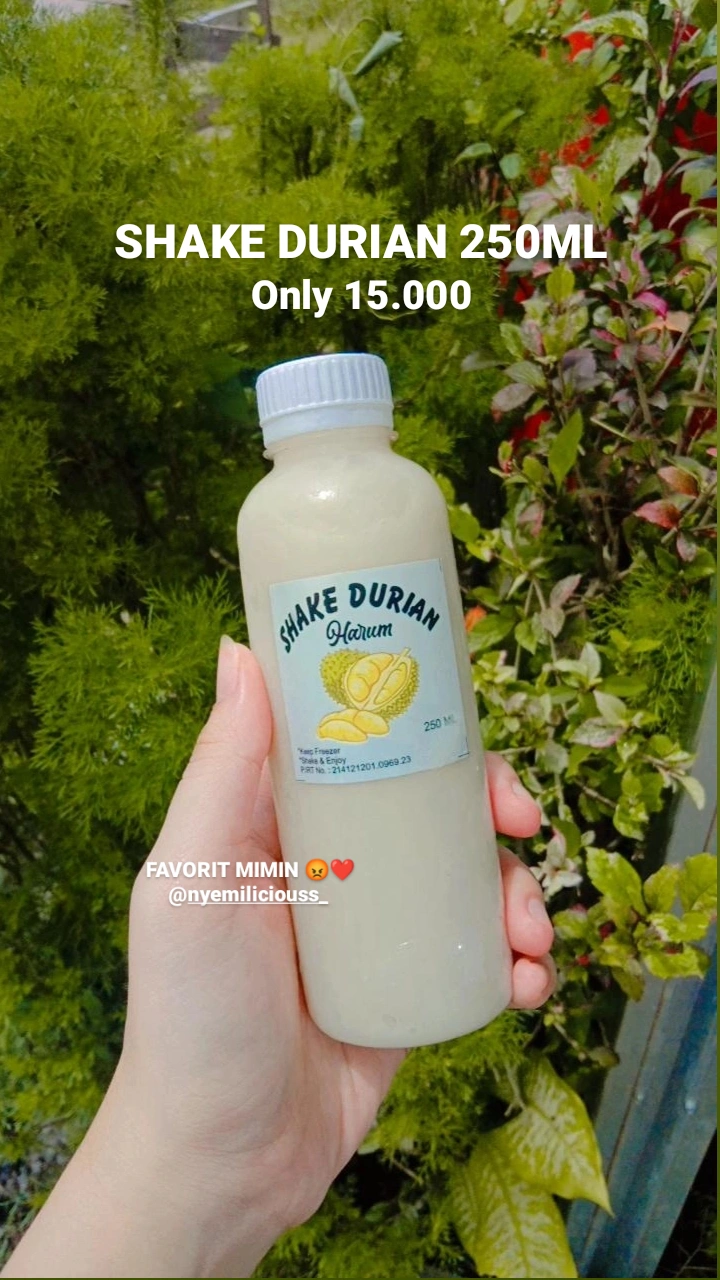 SHAKE DURIAN 250ML
Only 15.000
SHAKE DURIAN
Harum
250 ML
*Keep Freezer
*Shake & Enjoy
P.IRT No. : 214121201.0969.23
FAVORIT MIMIN 😡❤️
@nyemiliciouss_